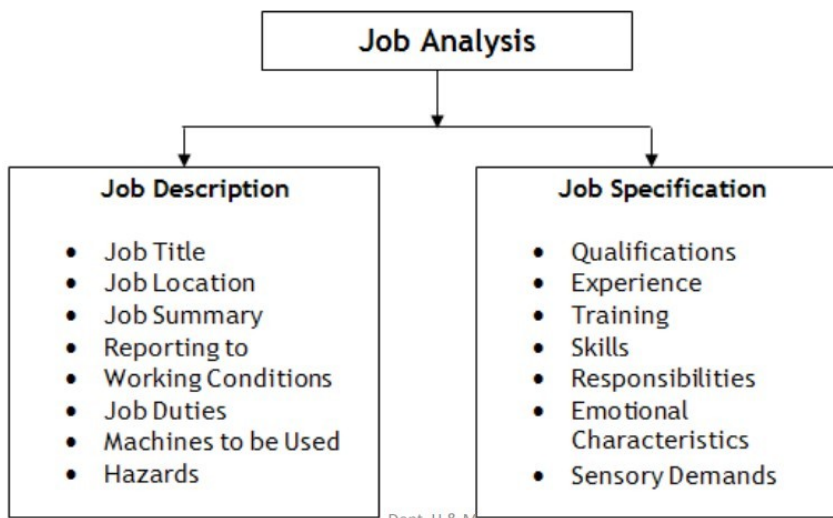 Job Analysis
Job Description
• Job Title
• Job Location
• Job Summary
• Reporting to
• Working Conditions
• Job Duties
• Machines to be Used
• Hazards
Job Specification
• Qualifications
• Experience
• Training
• Skills
• Responsibilities
• Emotional
Characteristics
• Sensory Demands